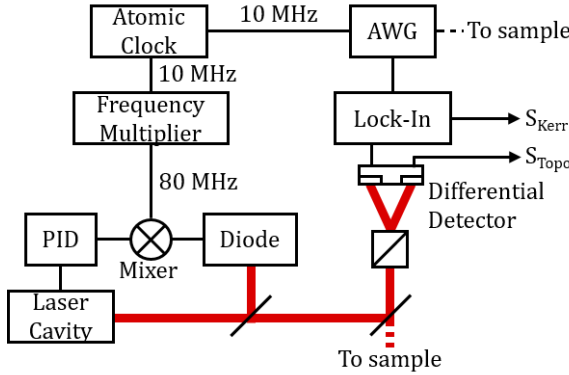 Atomic
Clock
10 MHz
AWG
To sample
10 MHz
Frequency
Multiplier
Lock-In
S_Kerr
S_Topo
80 MHz
Differential
Detector
PID
Mixer
Diode
Laser
Cavity
To sample